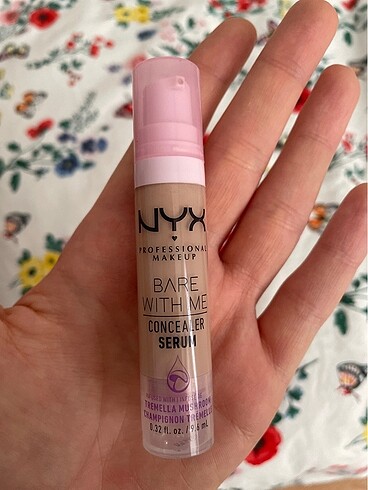 NYX
PROFESSIONAL
MAKEUP
BARE
WITH ME
CONCEALER
SERUM
TREMELLA MUSHROOM
CHAMPIGNON TREMELLE
0.32 fl. oz. / 9.6 mL